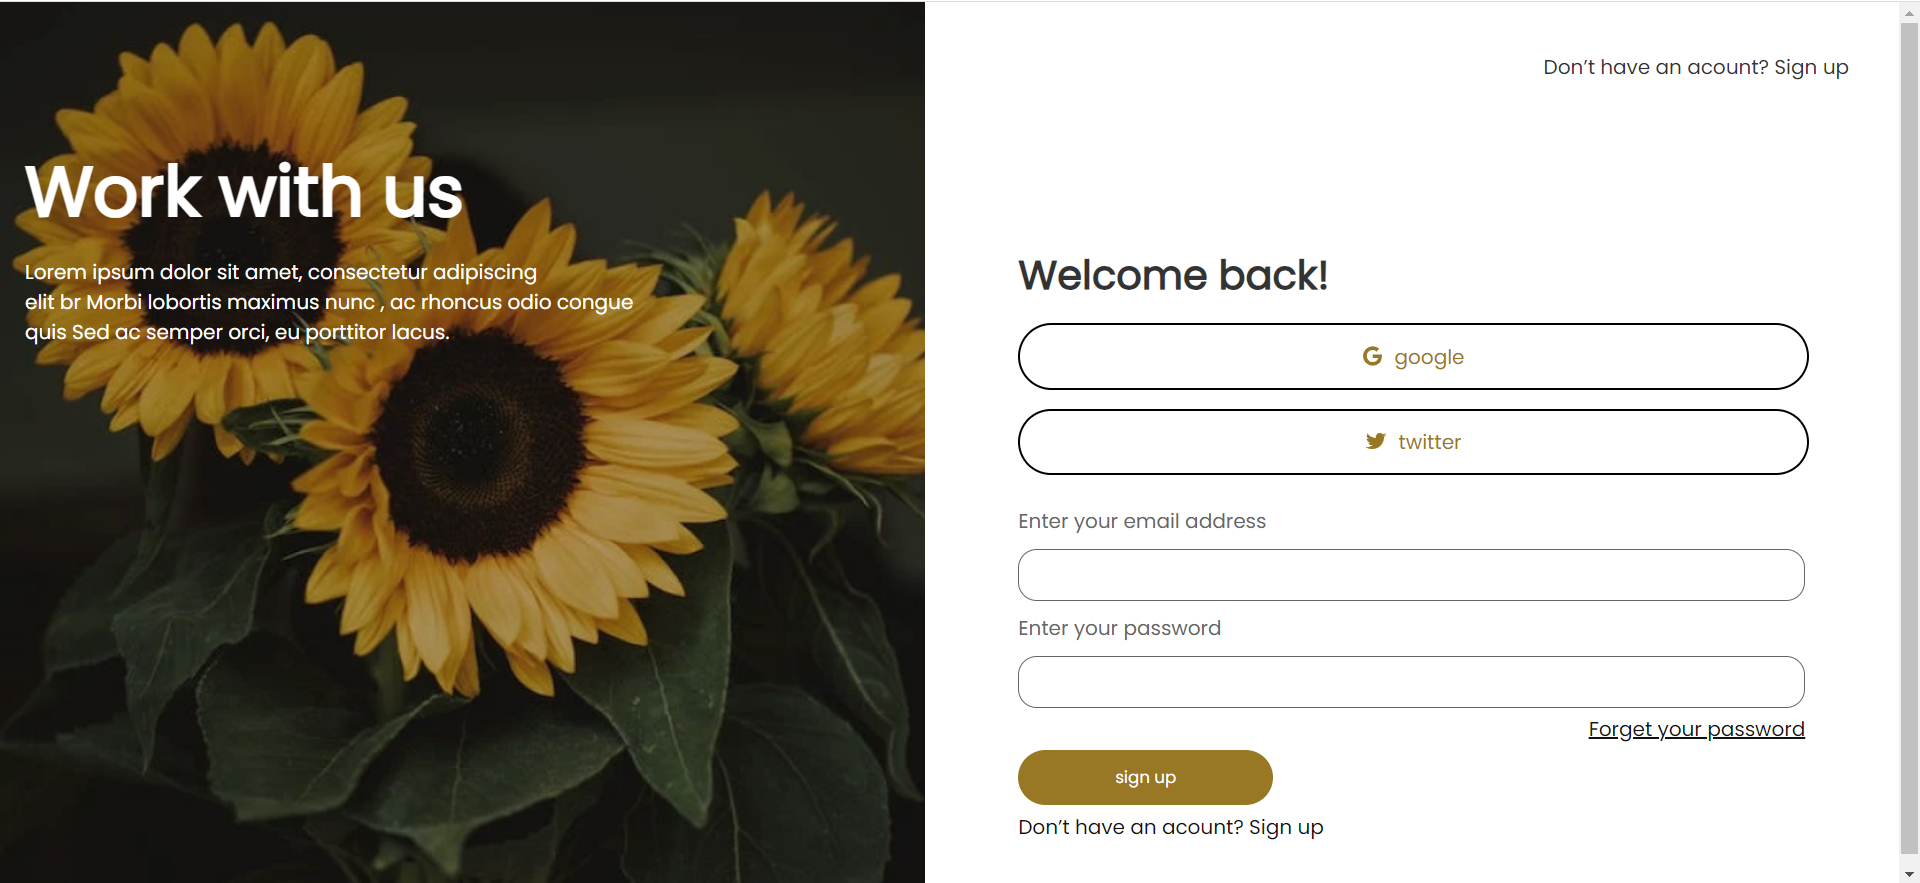 Work with us
Lorem ipsum dolor sit amet, consectetur adipiscing
elit br Morbi lobortis maximus nunc , ac rhoncus odio congue
quis Sed ac semper orci, eu porttitor lacus.
Don’t have an acount? Sign up
Welcome back!
google
twitter
Enter your email address
Enter your password
Forget your password
sign up
Don’t have an acount? Sign up